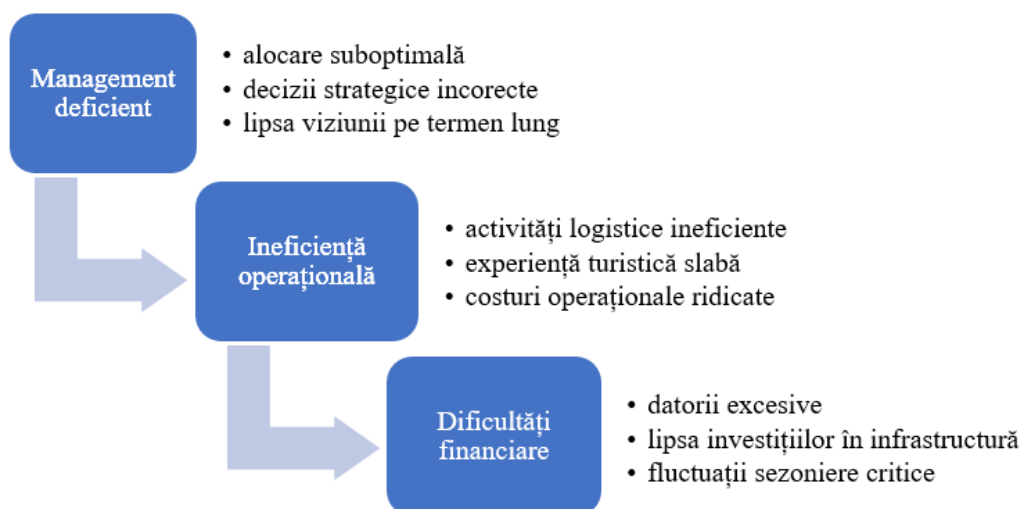 Management
deficient
• alocare suboptimală
• decizii strategice incorecte
• lipsa viziunii pe termen lung
Ineficiență
operațională
• activități logistice ineficiente
• experiență turistică slabă
• costuri operaționale ridicate
Dificultăți
financiare
• datorii excesive
• lipsa investițiilor în infrastructură
• fluctuații sezoniere critice